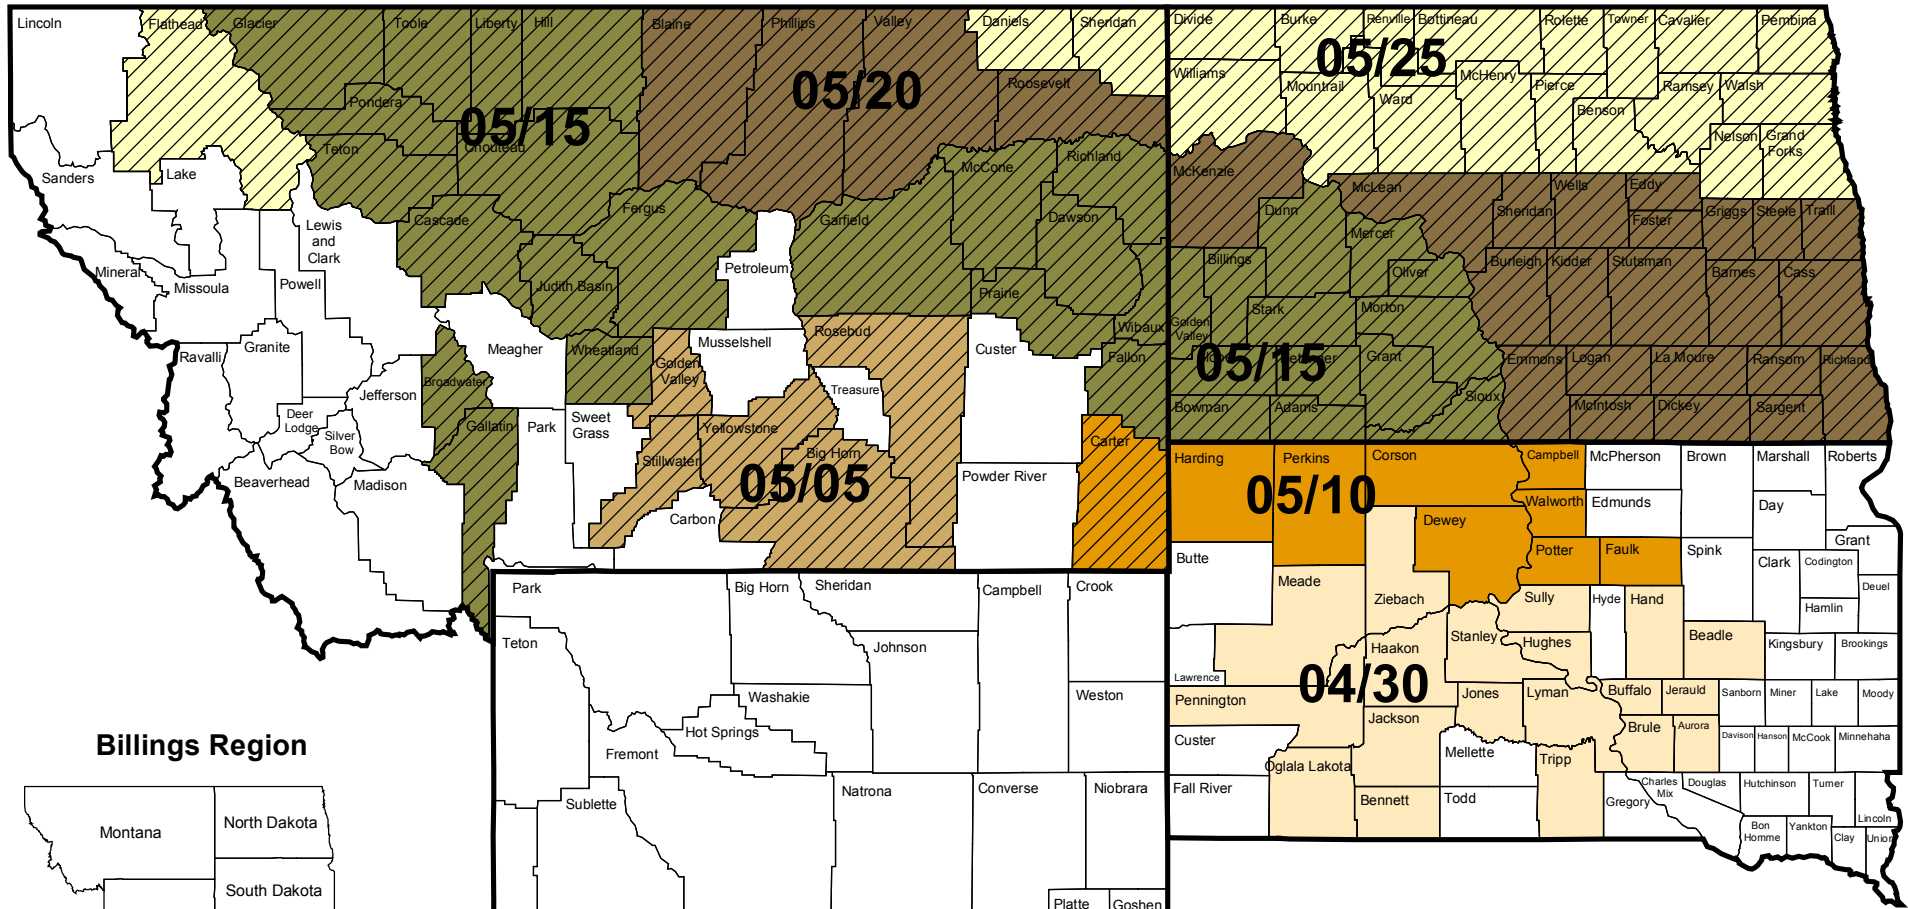 Lincoln
Flathead
Glacier
Toole
Liberty
Hill
Blaine
Phillips
Valley
Daniels
Sheridan
Divide
Burke
Renville
Bottineau
Rolette
Towner
Cavalier
Pembina
05/25
Williams
Mountrail
Ward
McHenry
Pierce
Benson
Ramsey
Walsh
Nelson
Grand
Forks
Roosevelt
05/20
Pondera
05/15
Chouteau
Teton
Sanders
Lake
McCone
Richland
McKenzie
McLean
Wells
Eddy
Cascade
Fergus
Garfield
Dawson
Dunn
Mercer
Sheridan
Foster
Griggs
Steele
Traill
Lewis
and
Clark
Mineral
Missoula
Powell
Judith Basin
Petroleum
Prairie
Wibaux
Billings
Oliver
Burleigh
Kidder
Stutsman
Barnes
Cass
Stark
Morton
Golden
Valley
05/15
Grant
Sioux
Emmons
Logan
La Moure
Ransom
Richland
Ravalli
Granite
Meagher
Wheatland
Golden
Valley
Musselshell
Rosebud
Custer
Fallon
Broadwater
Jefferson
Treasure
Deer
Lodge
Silver
Bow
Gallatin
Park
Sweet
Grass
Yellowstone
Big Horn
Stillwater
05/05
Carter
Bowman
Adams
McIntosh
Dickey
Sargent
Beaverhead
Madison
Carbon
Powder River
Harding
Perkins
Corson
Campbell
McPherson
Brown
Marshall
Roberts
05/10
Walworth
Edmunds
Day
Dewey
Butte
Potter
Faulk
Spink
Grant
Clark
Codington
Deuel
Hamlin
Meade
Ziebach
Sully
Hyde
Hand
Stanley
Hughes
Beadle
Kingsbury
Brookings
Haakon
04/30
Lawrence
Pennington
Jones
Lyman
Buffalo
Jerauld
Sanborn
Miner
Lake
Moody
Jackson
Brule
Aurora
Davison
Hanson
McCook
Minnehaha
Custer
Mellette
Oglala Lakota
Tripp
Fall River
Bennett
Todd
Gregory
Charles
Mix
Douglas
Hutchinson
Turner
Lincoln
Bon
Homme
Yankton
Clay
Union
Park
Big Horn
Sheridan
Campbell
Crook
Teton
Johnson
Washakie
Weston
Hot Springs
Fremont
Sublette
Natrona
Converse
Niobrara
Platte
Goshen
Billings Region
Montana
North Dakota
South Dakota